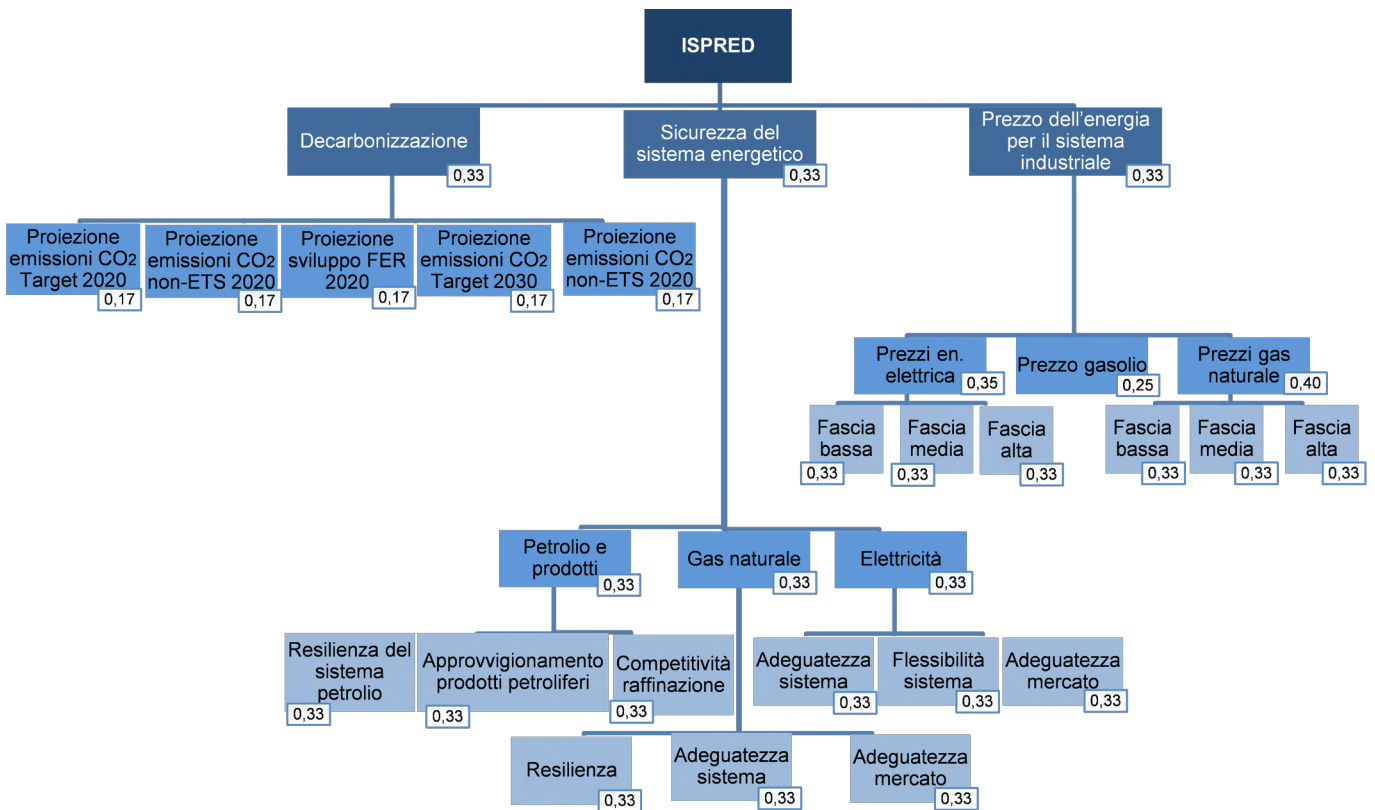 ISPRED
Decarbonizzazione
0,33
Sicurezza del
sistema energetico
0,33
Prezzo dell'energia
per il sistema
industriale
0,33
Proiezione
emissioni CO2
Target 2020
0,17
Proiezione
emissioni CO2
non-ETS 2020
0,17
Proiezione
sviluppo FER
2020
0,17
Proiezione
emissioni CO2
Target 2030
0,17
Proiezione
emissioni CO2
non-ETS 2020
0,17
Prezzi en.
elettrica
0,35
Prezzo gasolio
0,25
Prezzi gas
naturale
0,40
Fascia
bassa
0,33
Fascia
media
0,33
Fascia
alta
0,33
Fascia
bassa
0,33
Fascia
media
0,33
Fascia
alta
0,33
Petrolio e
prodotti
0,33
Gas naturale
0,33
Elettricità
0,33
Resilienza del
sistema
petrolio
0,33
Approvvigionamento
prodotti petroliferi
0,33
Competitività
raffinazione
0,33
Adeguatezza
sistema
0,33
Flessibilità
sistema
0,33
Adeguatezza
mercato
0,33
Resilienza
0,33
Adeguatezza
sistema
0,33
Adeguatezza
mercato
0,33